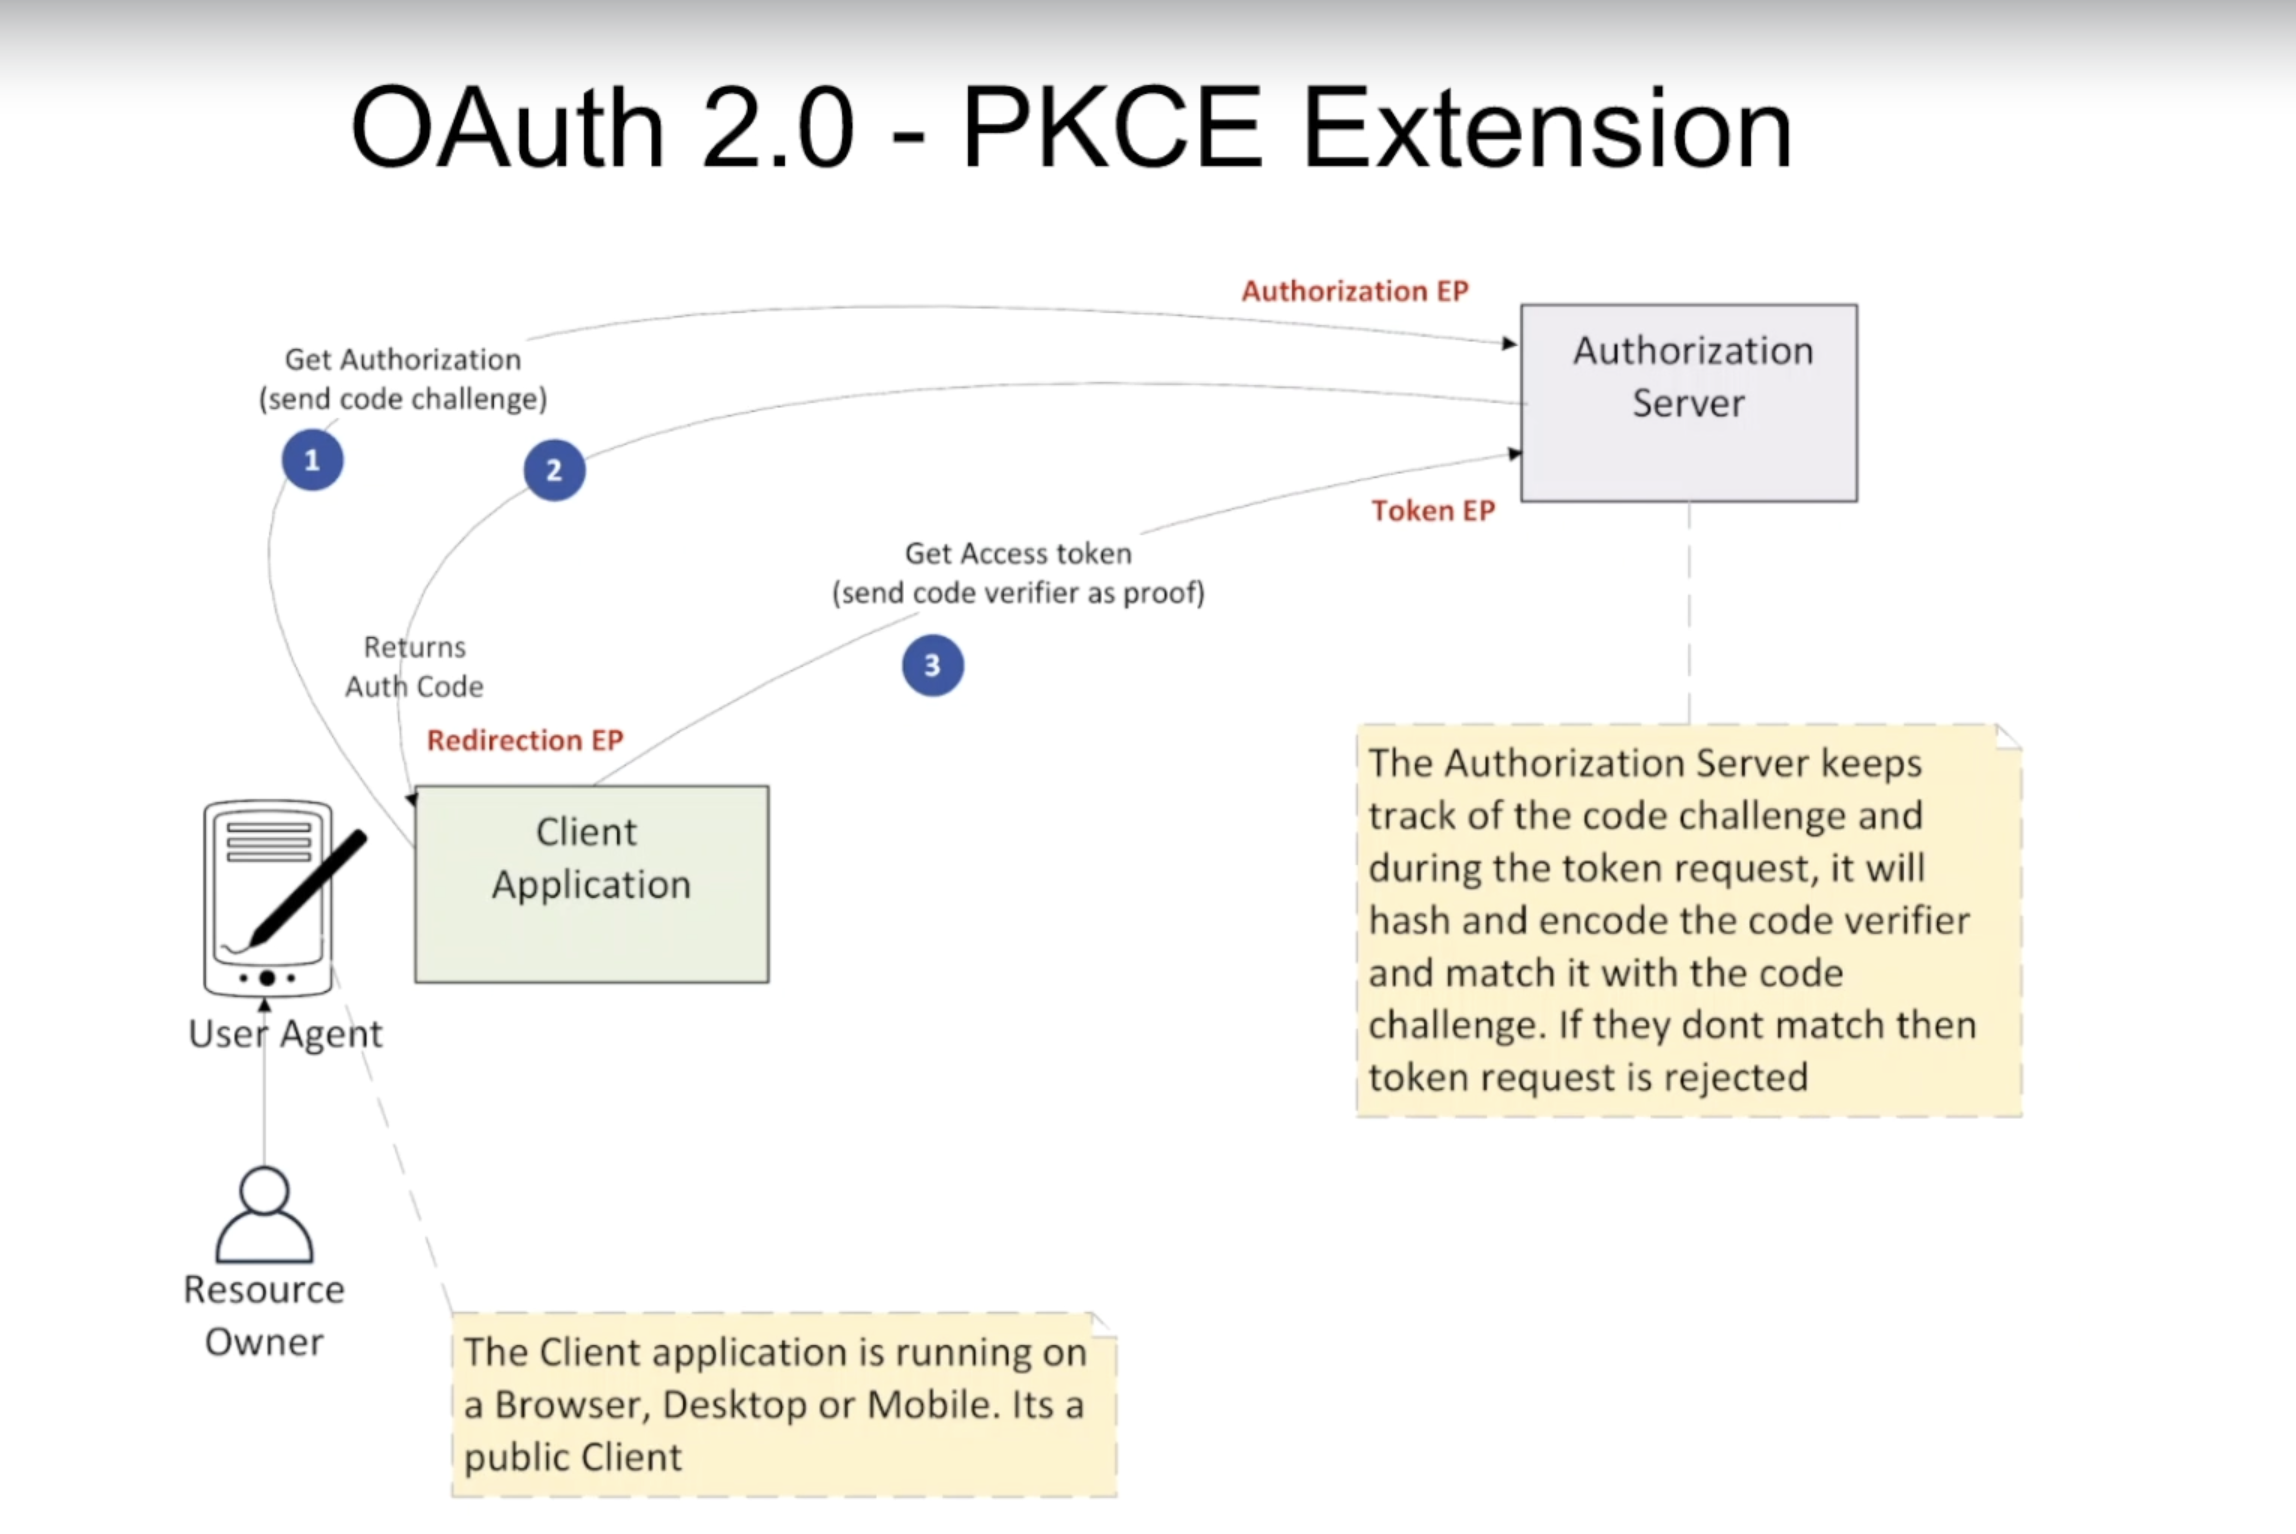 OAuth 2.0 - PKCE Extension
Authorization EP
Authorization
Server
Get Authorization
(send code challenge)
1
2
Token EP
Get Access token
(send code verifier as proof)
3
Returns
Auth Code
Redirection EP
Client
Application
User Agent
Resource
Owner
The Authorization Server keeps
track of the code challenge and
during the token request, it will
hash and encode the code verifier
and match it with the code
challenge. If they dont match then
token request is rejected
The Client application is running on
a Browser, Desktop or Mobile. Its a
public Client